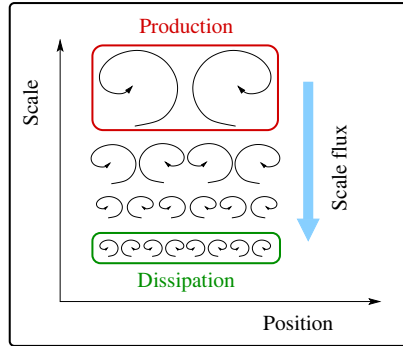 Production
Scale
Scale flux
Dissipation
Position